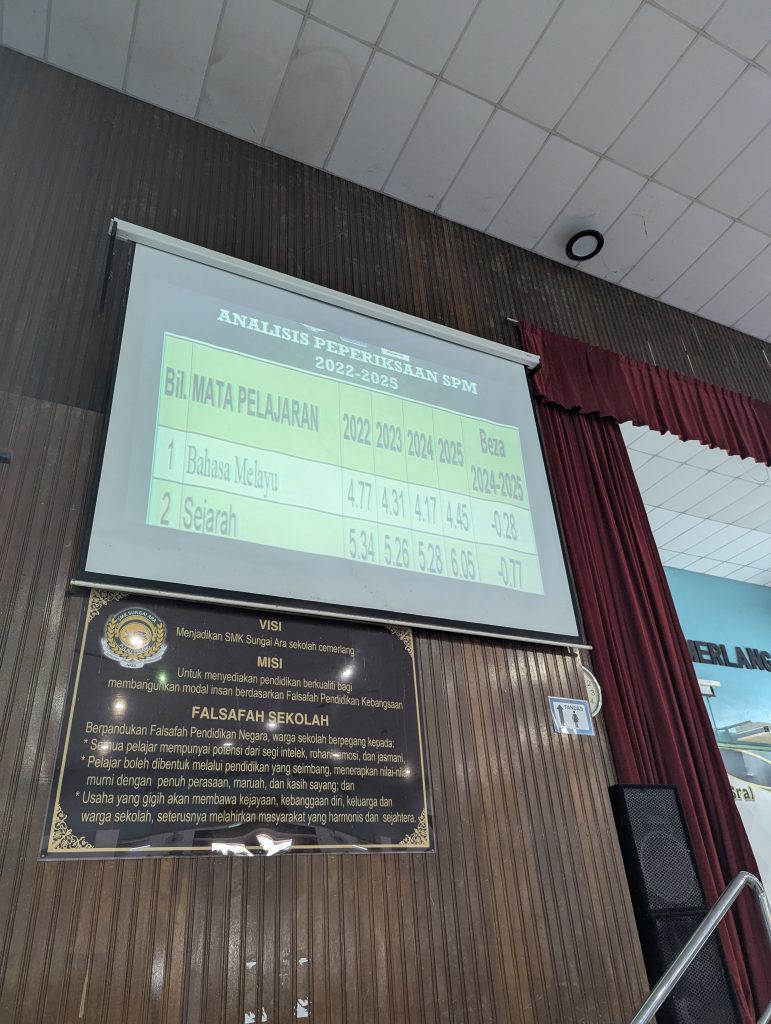 ANALISIS PEPERIKSAAN SPM
2022-2025
Bil. MATA PELAJARAN 2022 2023 2024 2025 Beza 2024-2025
1 Bahasa Melayu 4.77 4.31 4.17 4.45 -0.28
2 Sejarah 5.34 5.26 5.28 6.05 -0.77
SMK SUNGAI ARA
VISI
Menjadikan SMK Sungai Ara sekolah cemerlang
MISI
Untuk menyediakan pendidikan berkualiti bagi
membangunkan modal insan berdasarkan Falsafah Pendidikan Kebangsaan
FALSAFAH SEKOLAH
Berpandukan Falsafah Pendidikan Negara, warga sekolah berpegang kepada:
* Semua pelajar mempunyai potensi dari segi intelek, rohani, emosi, dan jasmani,
* Pelajar boleh dibentuk melalui pendidikan yang seimbang, menerapkan nilai-nilai
murni dengan penuh perasaan, maruah, dan kasih sayang; dan
* Usaha yang gigih akan membawa kejayaan, kebanggaan diri, keluarga dan
warga sekolah, seterusnya melahirkan masyarakat yang harmonis dan sejahtera.
TANDAS
MERLANG
sral